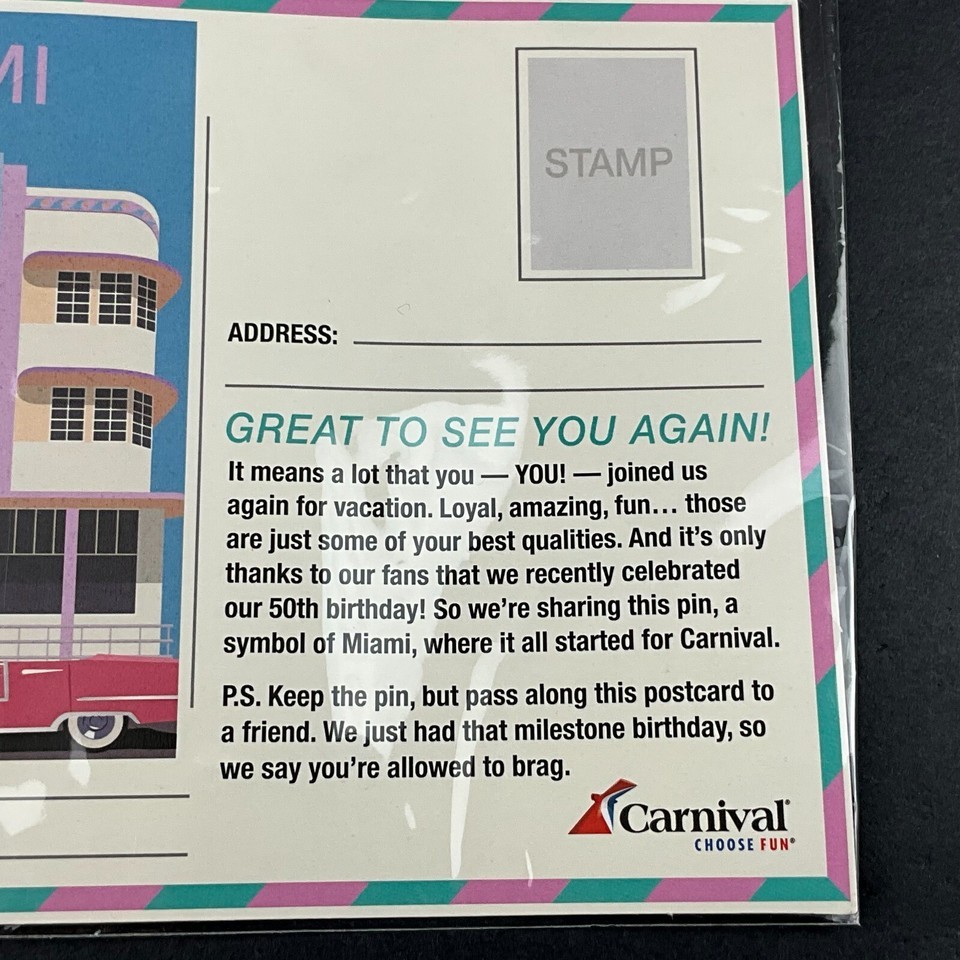 MI
STAMP
ADDRESS:
GREAT TO SEE YOU AGAIN!
It means a lot that you — YOU! — joined us
again for vacation. Loyal, amazing, fun... those
are just some of your best qualities. And it's only
thanks to our fans that we recently celebrated
our 50th birthday! So we're sharing this pin, a
symbol of Miami, where it all started for Carnival.
P.S. Keep the pin, but pass along this postcard to
a friend. We just had that milestone birthday, so
we say you're allowed to brag.
Carnival®
CHOOSE FUN®